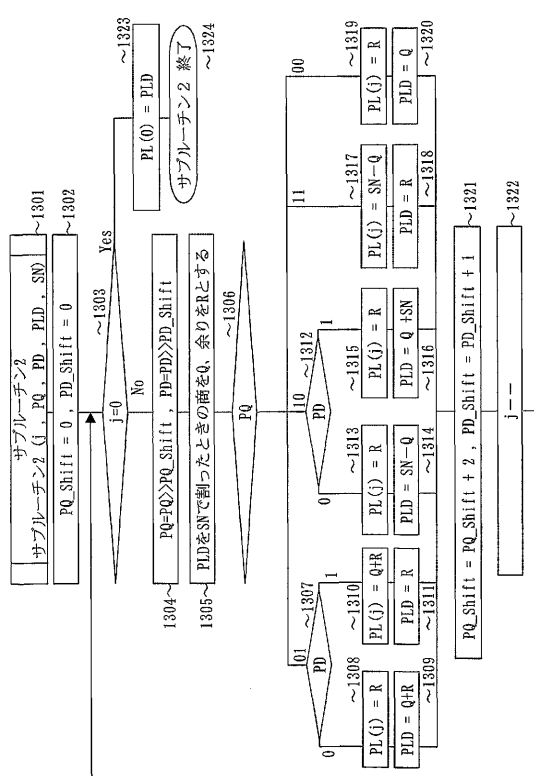 サブルーチン2
サブルーチン2 (j , PQ , PD , PLD , SN)
~1301
PQ_Shift = 0 , PD_Shift = 0
~1302
j=0
~1303
Yes
No
PL(0) = PLD
~1323
サブルーチン2 終了
~1324
PQ=PQ>>PQ_Shift , PD=PD>>PD_Shift
1304~
PLDをSNで割ったときの商をQ、余りをRとする
1305~
PQ
~1306
01
10
11
00
PD
~1307
0
1
PD
~1312
0
1
~1308
PL(j) = R
PLD = Q+R
~1309
~1310
PL(j) = Q+R
PLD = R
~1311
~1313
PL(j) = R
PLD = SN-Q
~1314
~1315
PL(j) = R
PLD = Q +SN
~1316
~1317
PL(j) = SN-Q
PLD = R
~1318
~1319
PL(j) = R
PLD = Q
~1320
PQ_Shift = PQ_Shift + 2 , PD_Shift = PD_Shift + 1
~1321
j--
~1322